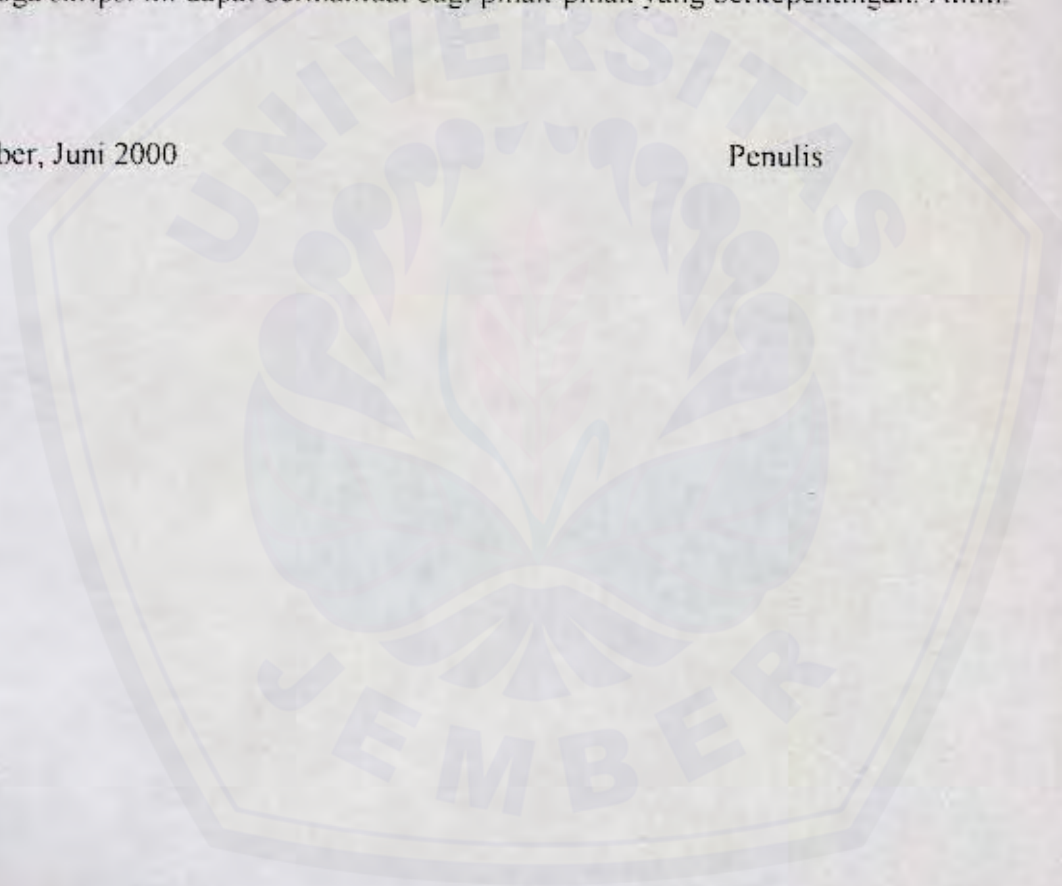 skripsi ini dapat bermanfaat bagi pihak-pihak yang berkepentingan. Amin.
ber, Juni 2000 Penulis
UNIVERSITAS
JEMBER